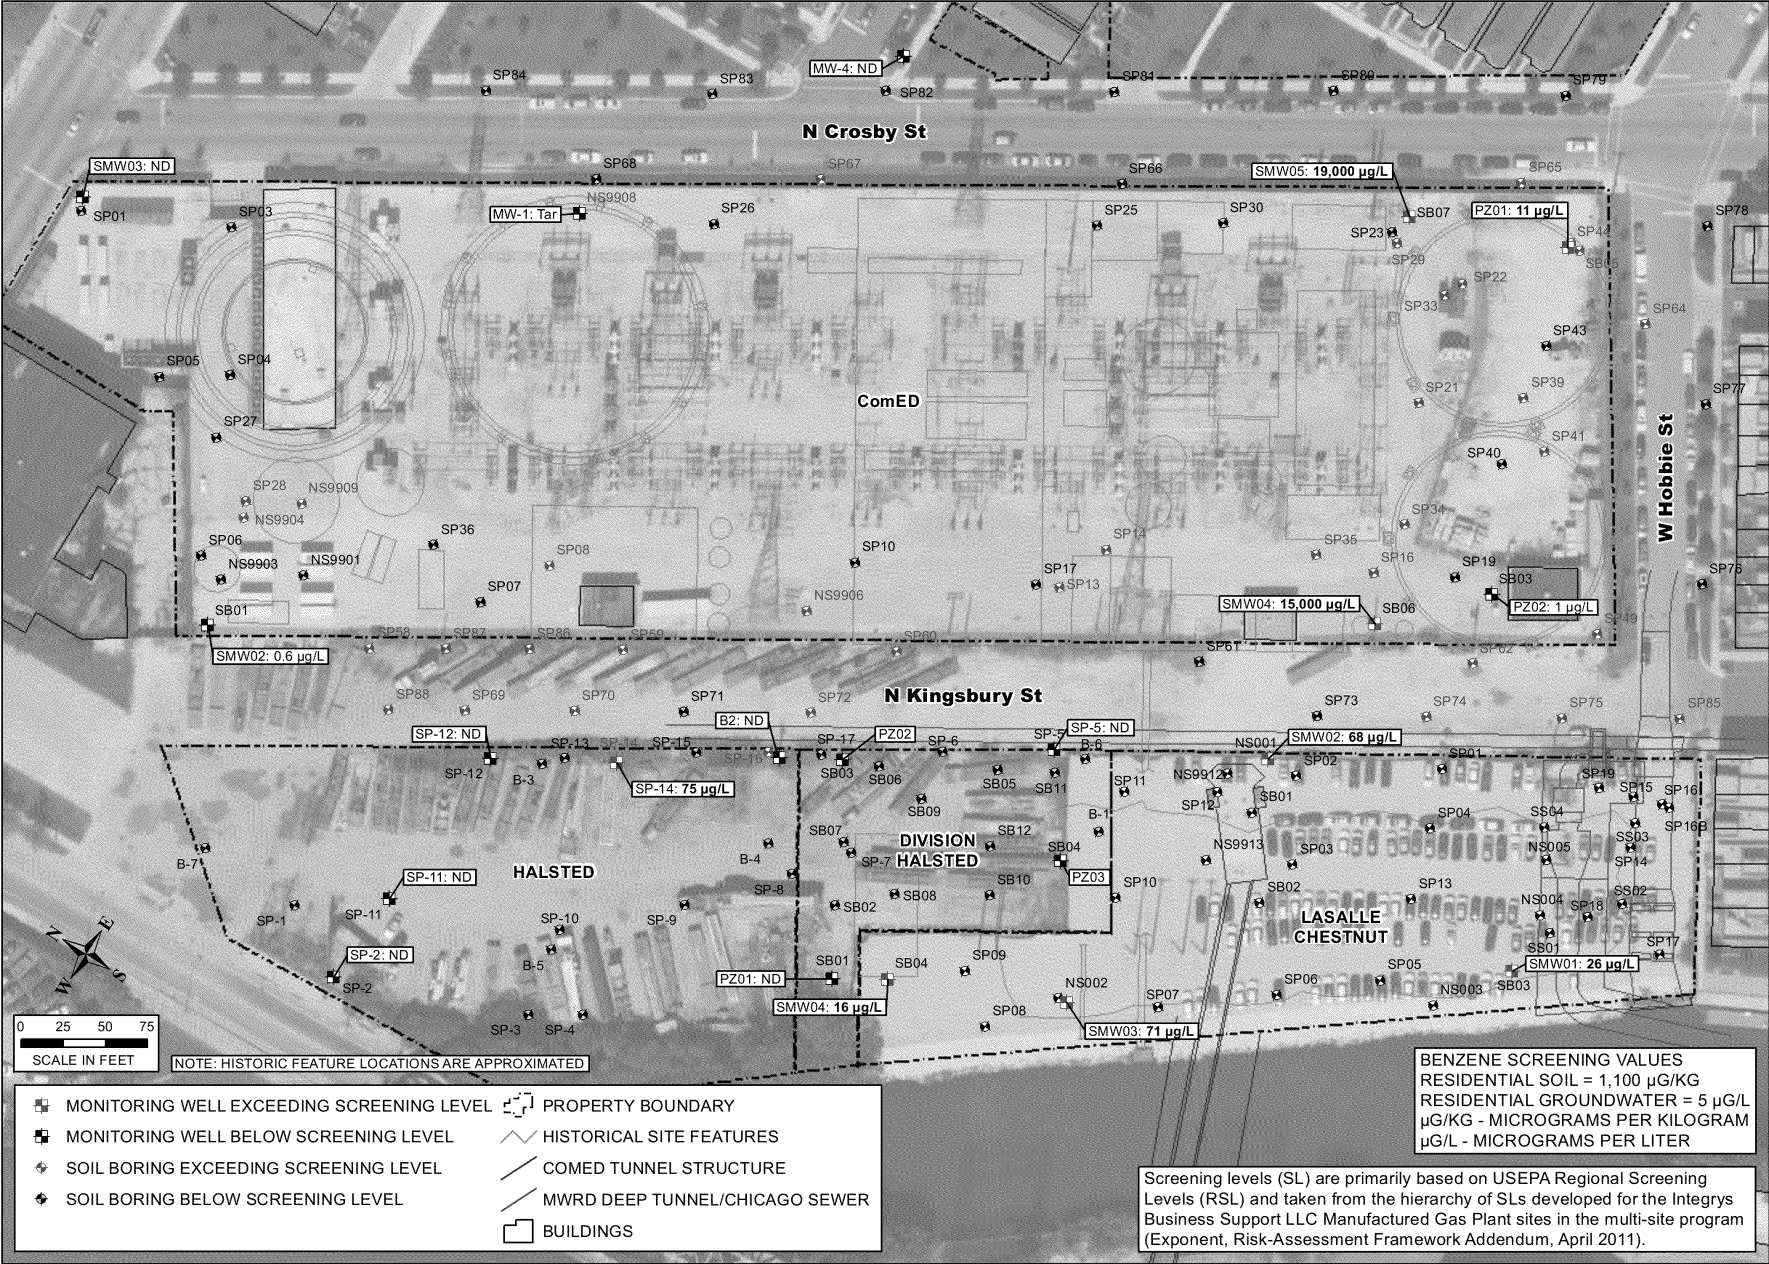 MW-4: ND
SP84
SP83
SP82
SP81
SP80
SP79
N Crosby St
SMW03: ND
SP01
SP03
SP68
SP67
SP66
SP65
SMW05: 19,000 µg/L
SB07
PZ01: 11 µg/L
SP44
SB05
SP78
MW-1: Tar
NS9908
SP26
SP25
SP30
SP23
SP29
SP22
SP33
SP64
SP43
SP05
SP04
SP27
ComED
SP21
SP39
SP77
SP41
SP40
W Hobbie St
SP28
NS9909
NS9904
SP36
SP08
SP10
SP14
SP34
SP35
SP16
SP06
NS9903
NS9901
SP07
NS9906
SP17
SP13
SP19
SB03
SP76
SB01
SMW04: 15,000 µg/L
SB06
PZ02: 1 µg/L
SMW02: 0.6 µg/L
SP58
SP87
SP86
SP59
SP60
SP61
SP62
SP88
SP69
SP70
SP71
SP72
N Kingsbury St
SP73
SP74
SP75
SP85
SP-12: ND
SP-12
B-3
SP-13
SP-14
SP-15
B2: ND
SP-16
SP-17
PZ02
SB03
SB06
SP-6
SP-5: ND
SP-5
B-6
SB05
SB11
NS001
SMW02: 68 µg/L
SP01
SP02
SP-14: 75 µg/L
SB09
SP11
NS9912
SP12
SB01
SP19
SP15
SP16
SP16B
B-7
SB07
SP-7
DIVISION
HALSTED
SB12
B-1
SB04
PZ03
NS9913
SP03
SP04
SS04
NS005
SS03
SP14
HALSTED
B-4
SP-8
SB02
SB08
SB10
SP10
SB02
LASALLE
CHESTNUT
SP13
NS004
SS02
SP18
SS01
SP17
SP-11: ND
SP-11
SP-1
SP-10
SP-9
B-5
SP-2: ND
SP-2
SP-3
SP-4
PZ01: ND
SB01
SB04
SMW04: 16 µg/L
SP09
SP08
NS002
SMW03: 71 µg/L
SP07
SP06
SP05
NS003
SB03
SMW01: 26 µg/L
N
E
W
S
0 25 50 75
SCALE IN FEET
NOTE: HISTORIC FEATURE LOCATIONS ARE APPROXIMATED
MONITORING WELL EXCEEDING SCREENING LEVEL
MONITORING WELL BELOW SCREENING LEVEL
SOIL BORING EXCEEDING SCREENING LEVEL
SOIL BORING BELOW SCREENING LEVEL
PROPERTY BOUNDARY
HISTORICAL SITE FEATURES
COMED TUNNEL STRUCTURE
MWRD DEEP TUNNEL/CHICAGO SEWER
BUILDINGS
BENZENE SCREENING VALUES
RESIDENTIAL SOIL = 1,100 µG/KG
RESIDENTIAL GROUNDWATER = 5 µG/L
µG/KG - MICROGRAMS PER KILOGRAM
µG/L - MICROGRAMS PER LITER
Screening levels (SL) are primarily based on USEPA Regional Screening
Levels (RSL) and taken from the hierarchy of SLs developed for the Integrys
Business Support LLC Manufactured Gas Plant sites in the multi-site program
(Exponent, Risk-Assessment Framework Addendum, April 2011).